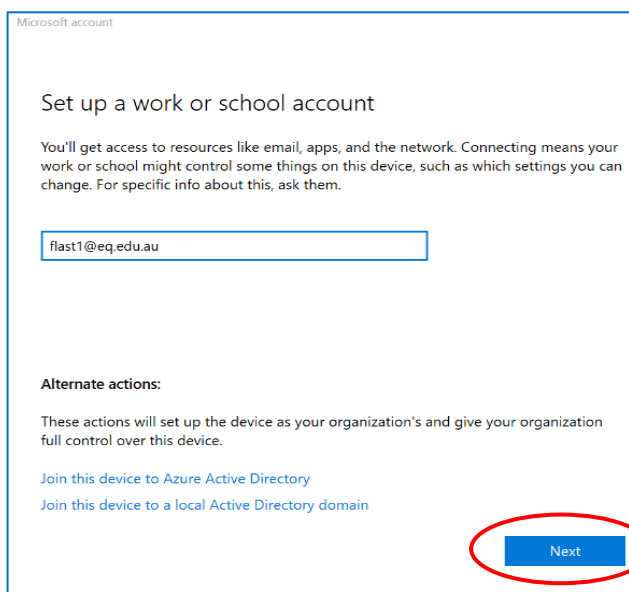 Microsoft account
Set up a work or school account
You'll get access to resources like email, apps, and the network. Connecting means your
work or school might control some things on this device, such as which settings you can
change. For specific info about this, ask them.
flast1@eq.edu.au
Alternate actions:
These actions will set up the device as your organization's and give your organization
full control over this device.
Join this device to Azure Active Directory
Join this device to a local Active Directory domain
Next